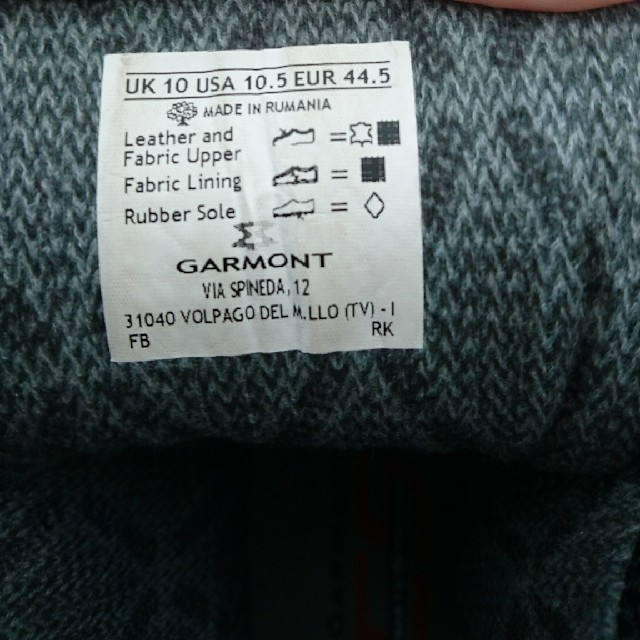 UK 10 USA 10.5 EUR 44.5
MADE IN RUMANIA
Leather and
Fabric Upper
=
Fabric Lining =
Rubber Sole =
GARMONT
VIA SPINEDA, 12
31040 VOLPAGO DEL M.LLO (TV) - I
FB RK